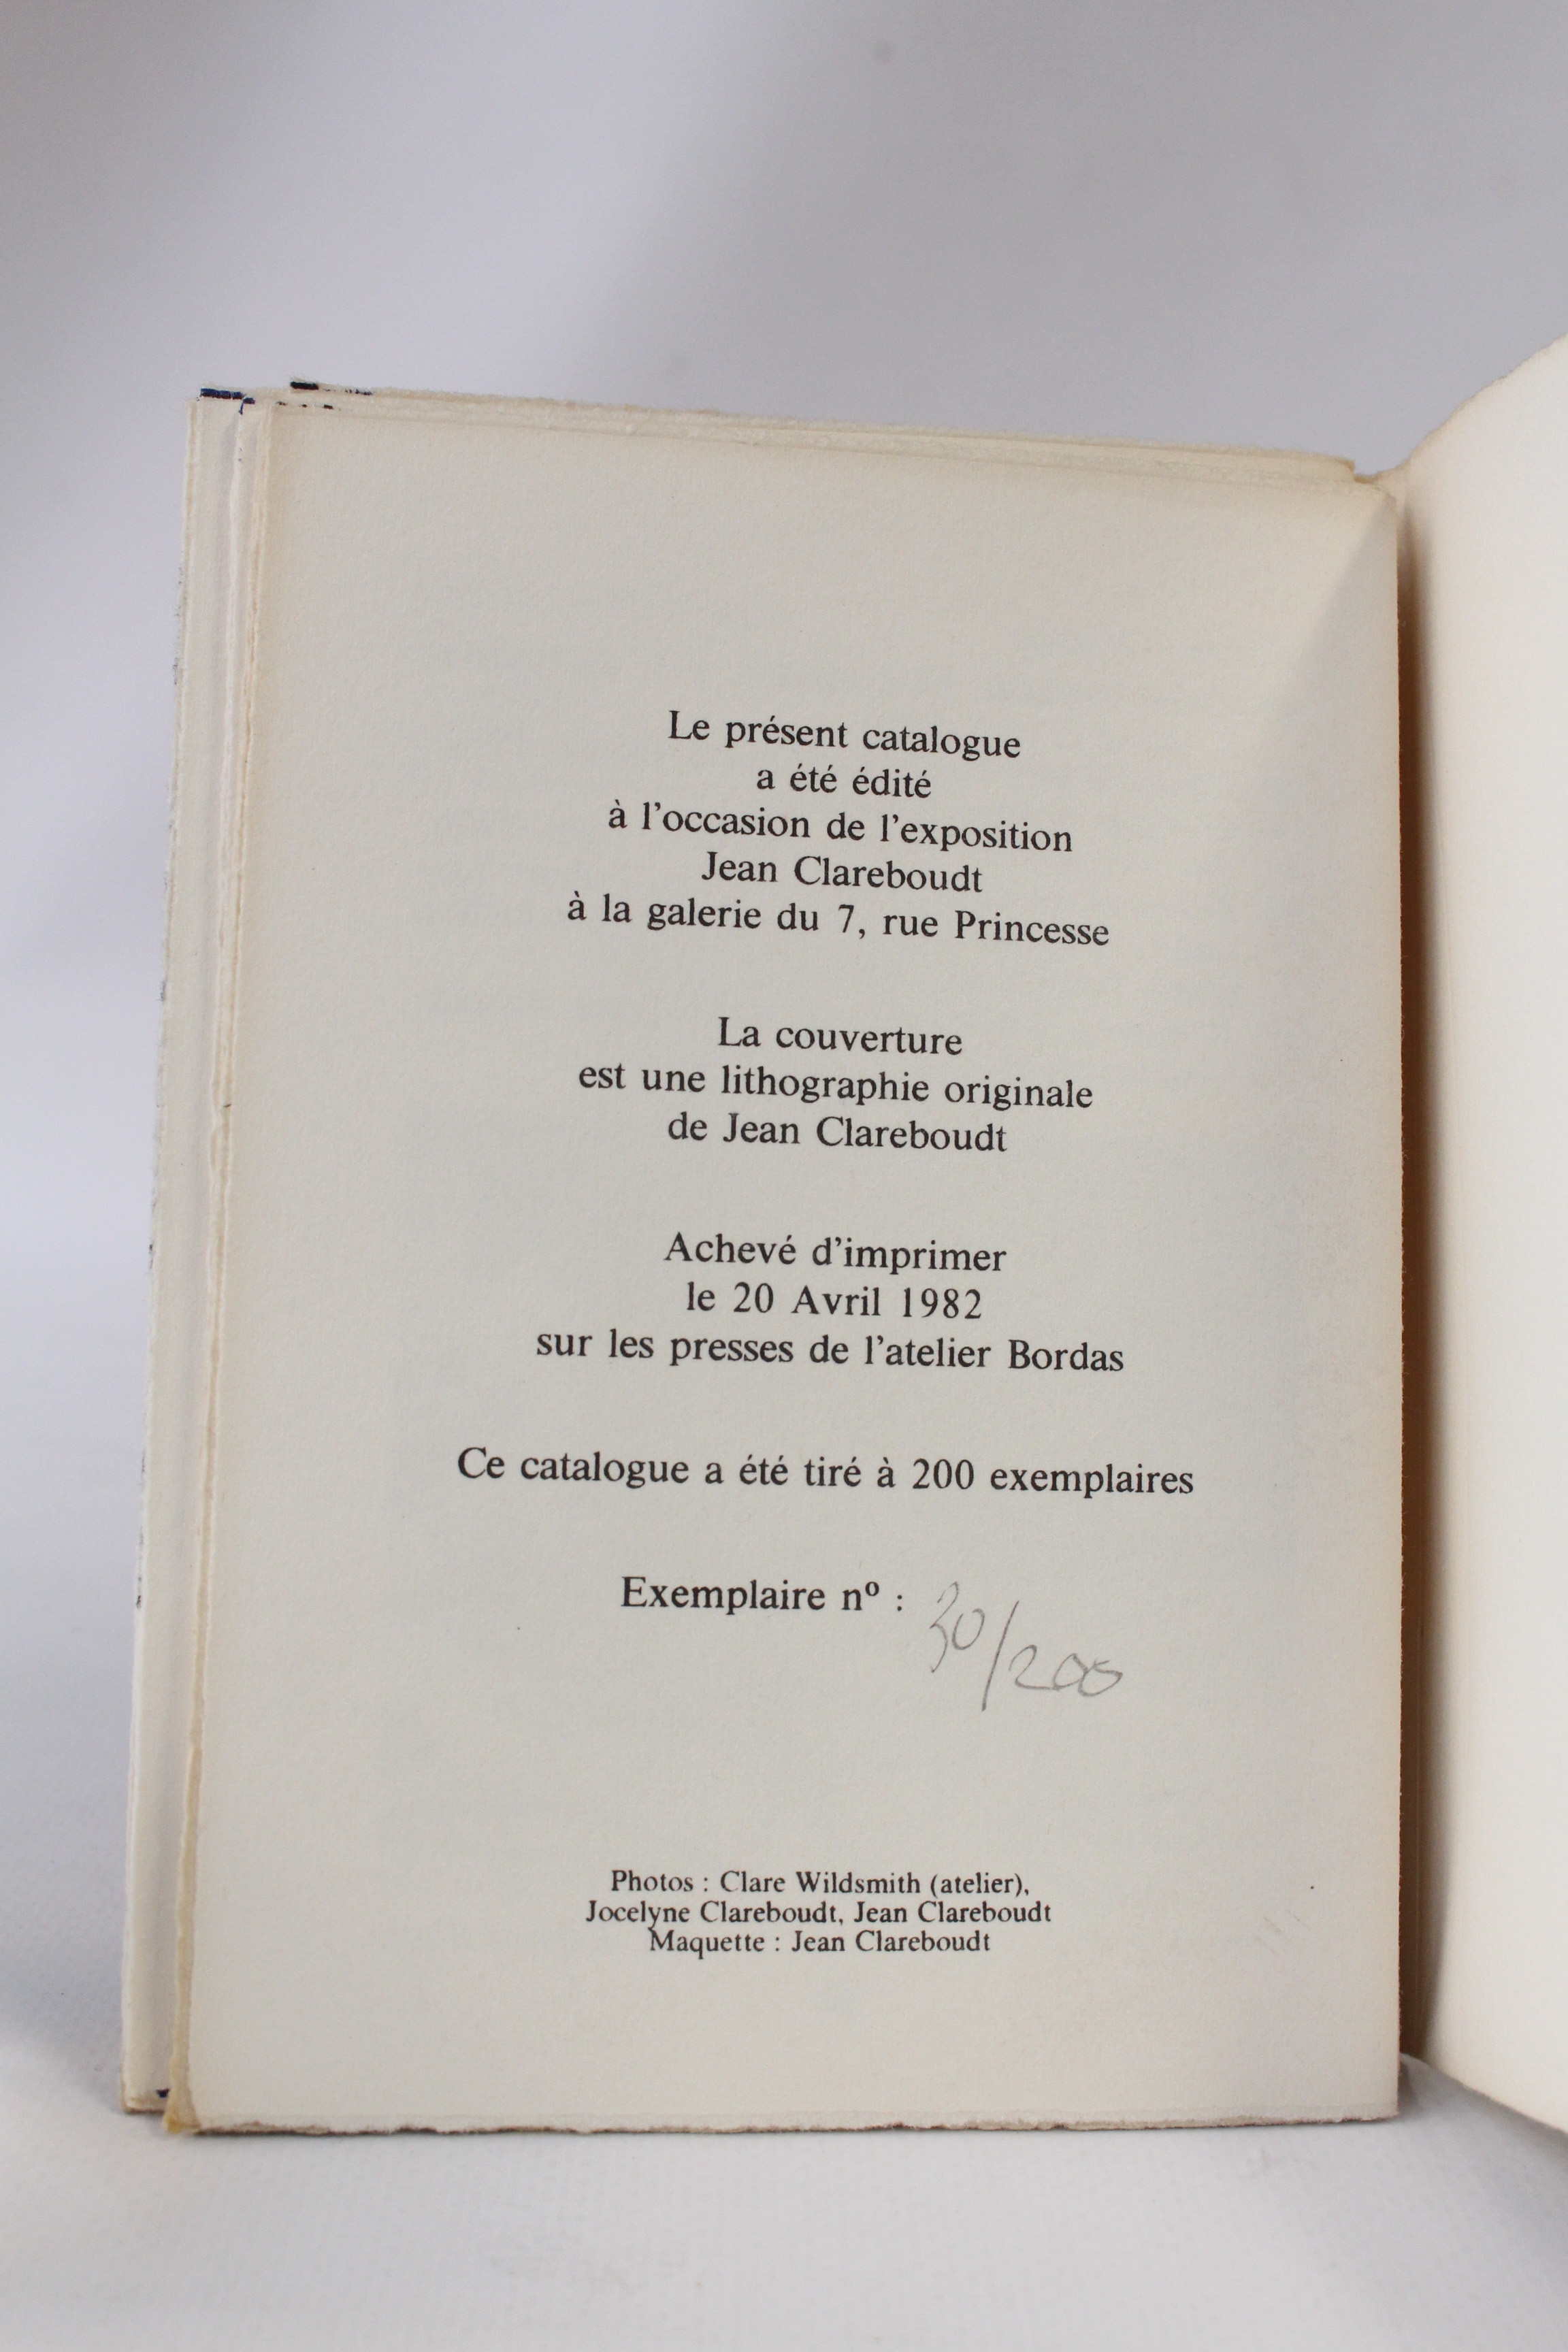 Le présent catalogue
a été édité
à l'occasion de l'exposition
Jean Clareboudt
à la galerie du 7, rue Princesse
La couverture
est une lithographie originale
de Jean Clareboudt
Achevé d'imprimer
le 20 Avril 1982
sur les presses de l'atelier Bordas
Ce catalogue a été tiré à 200 exemplaires
Exemplaire nº : 30/200
Photos : Clare Wildsmith (atelier),
Jocelyne Clareboudt, Jean Clareboudt
Maquette : Jean Clareboudt